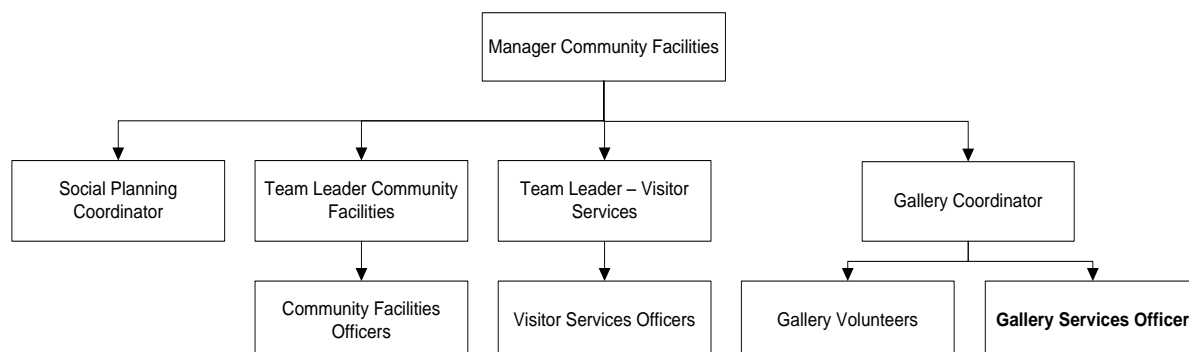 Manager Community Facilities
Social Planning
Coordinator
Team Leader Community
Facilities
Team Leader – Visitor
Services
Gallery Coordinator
Community Facilities
Officers
Visitor Services Officers
Gallery Volunteers
Gallery Services Officer